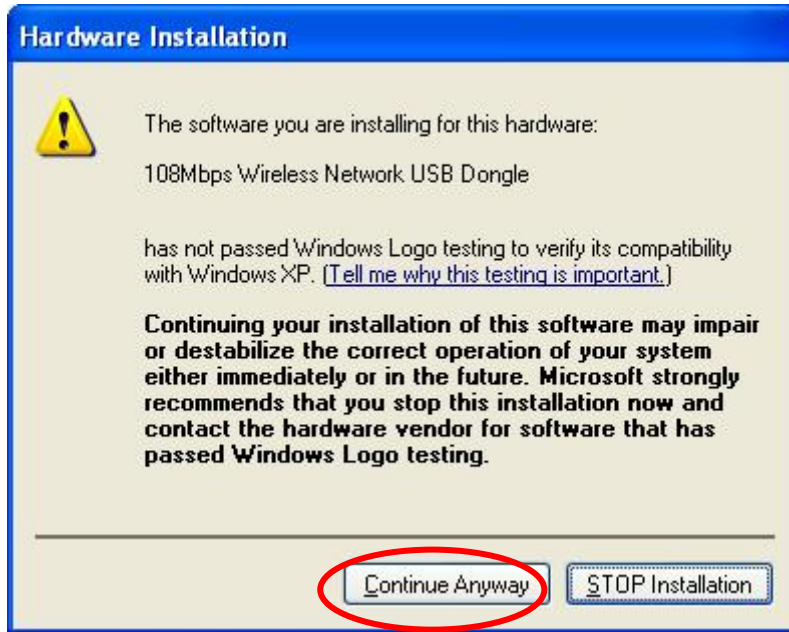 Hardware Installation
The software you are installing for this hardware:
108Mbps Wireless Network USB Dongle
has not passed Windows Logo testing to verify its compatibility
with Windows XP. (Tell me why this testing is important.)
Continuing your installation of this software may impair
or destabilize the correct operation of your system
either immediately or in the future. Microsoft strongly
recommends that you stop this installation now and
contact the hardware vendor for software that has
passed Windows Logo testing.
Continue Anyway
STOP Installation